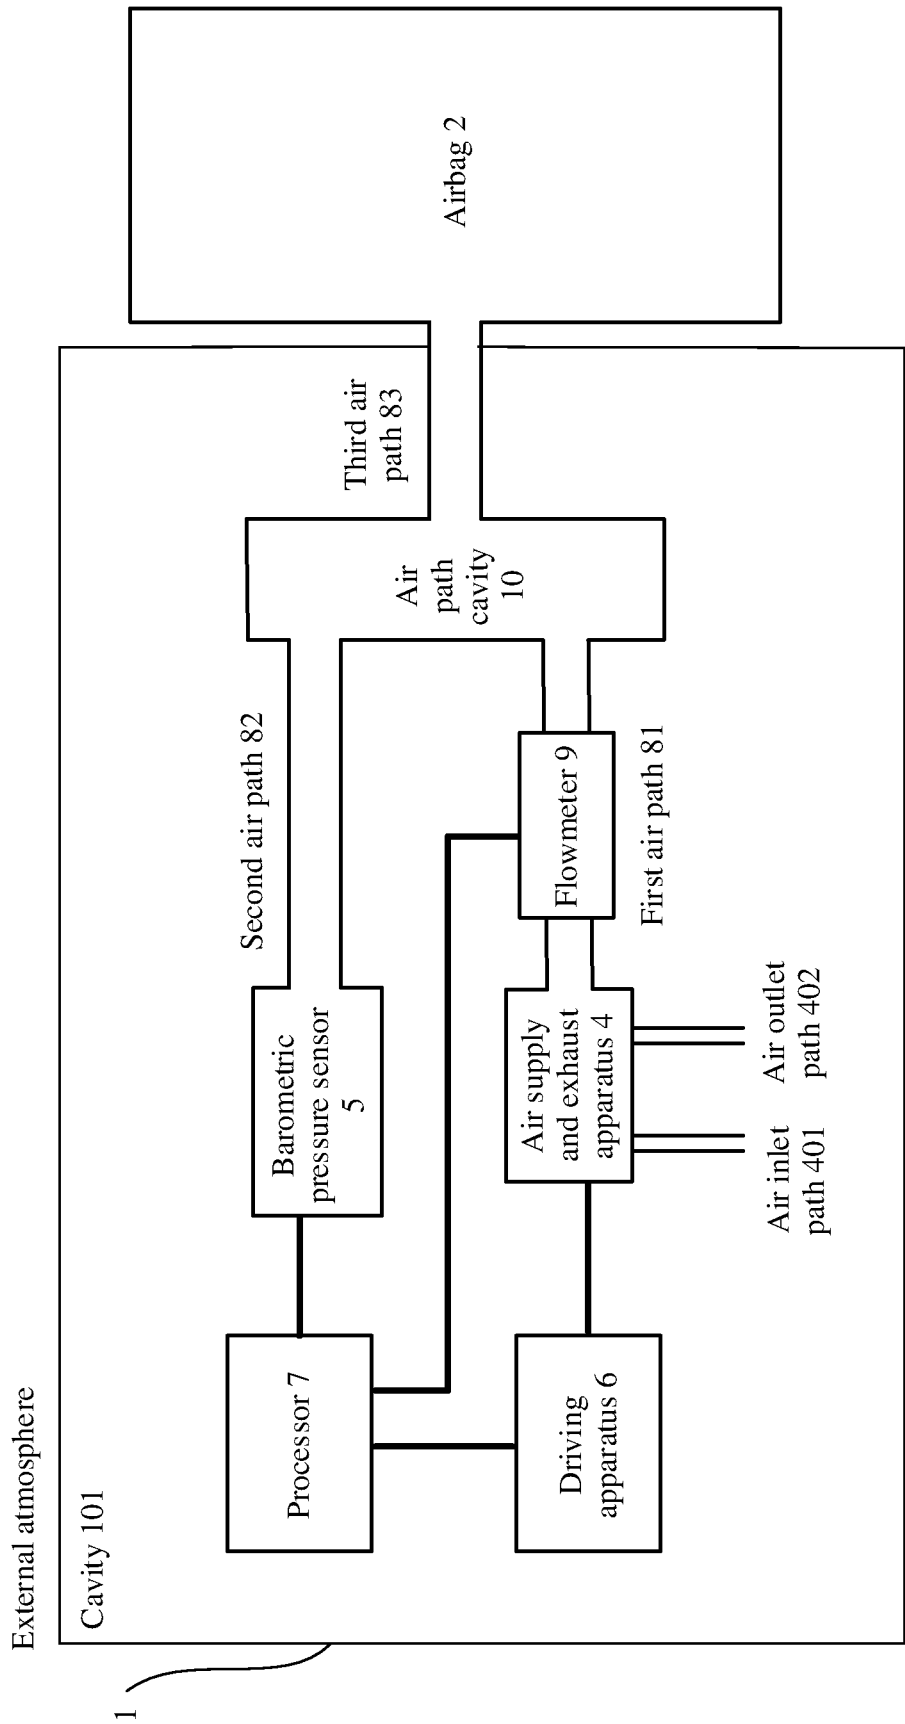 External atmosphere
1
Cavity 101
Processor 7
Barometric
pressure sensor
5
Second air path 82
Air
path
cavity
10
Third air
path 83
Airbag 2
Driving
apparatus 6
Air supply
and exhaust
apparatus 4
Flowmeter 9
First air path 81
Air inlet
path 401
Air outlet
path 402